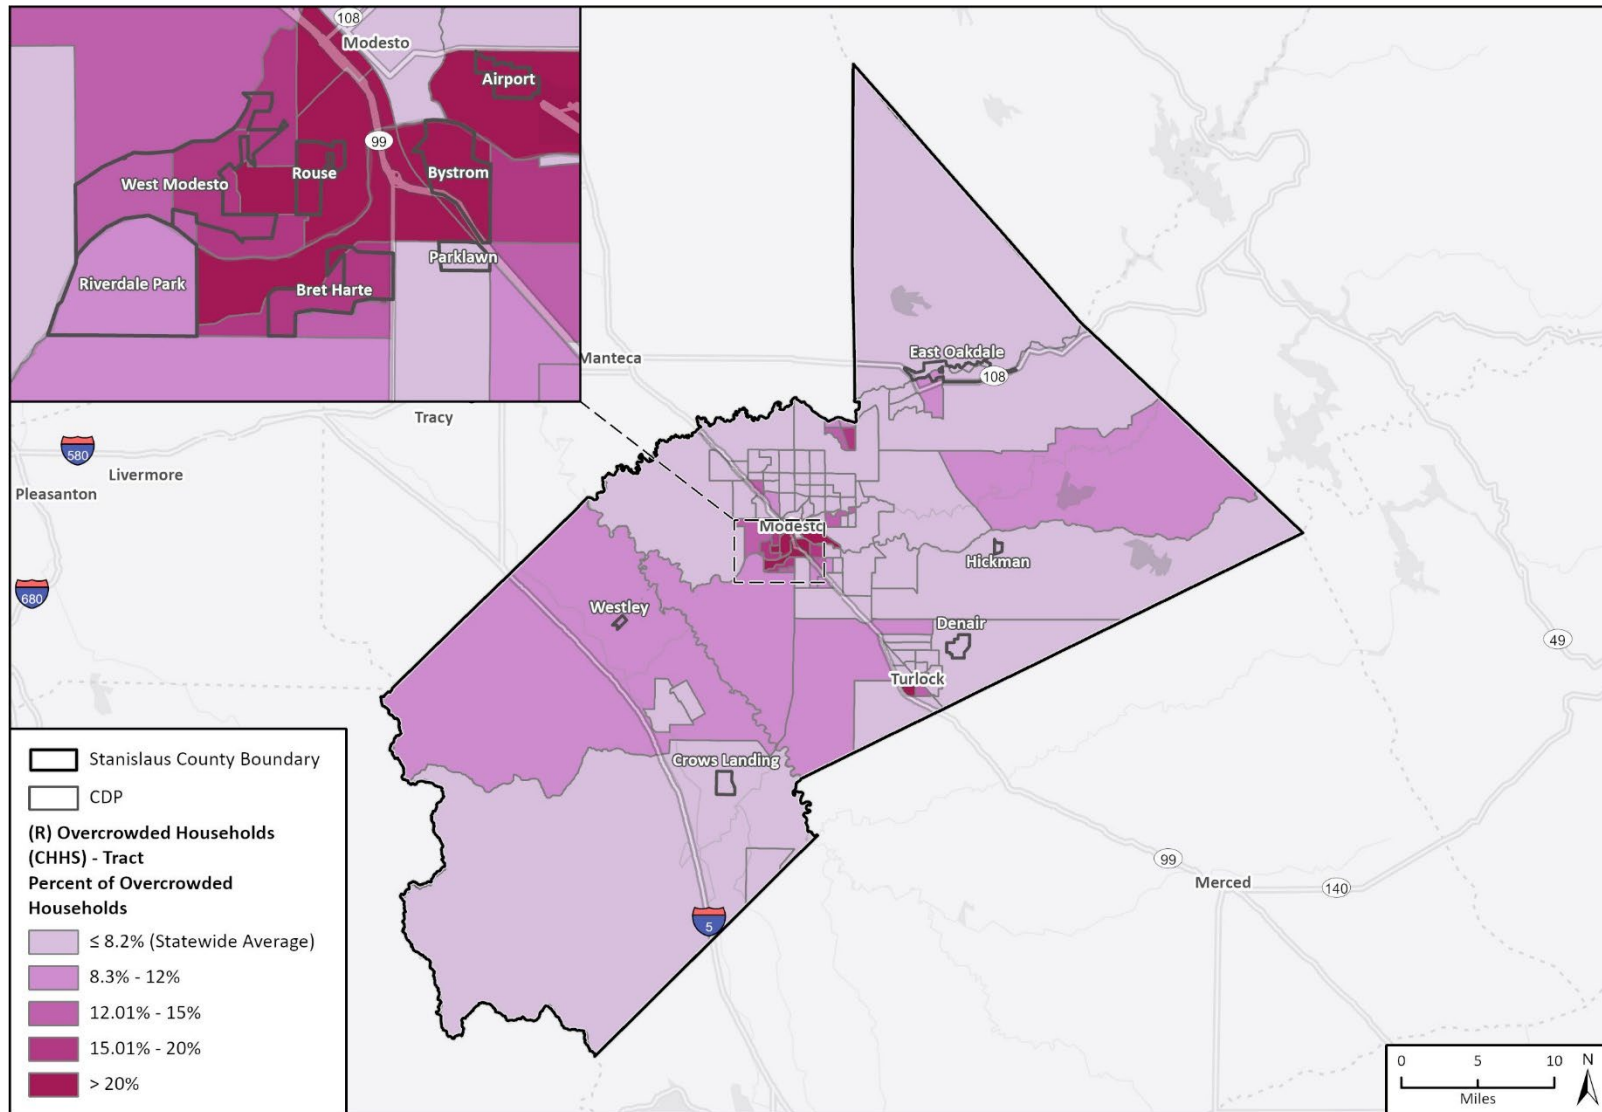 108
Modesto
Airport
99
West Modesto
Rouse
Bystrom
Riverdale Park
Bret Harte
Parklawn
Manteca
Tracy
580
Livermore
Pleasanton
680
East Oakdale
108
Modesto
Hickman
Westley
Denair
Turlock
49
Crows Landing
99
Merced
140
5
Stanislaus County Boundary
CDP
(R) Overcrowded Households
(CHHS) - Tract
Percent of Overcrowded
Households
≤ 8.2% (Statewide Average)
8.3% - 12%
12.01% - 15%
15.01% - 20%
> 20%
0 5 10
Miles
N